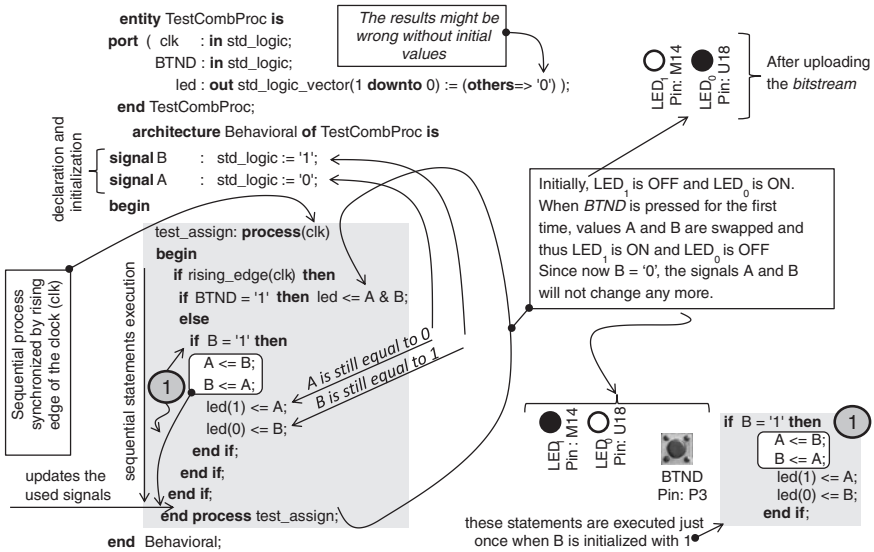 entity TestCombProc is
port ( clk : in std_logic;
BTND : in std_logic;
led : out std_logic_vector(1 downto 0) := (others=> '0') );
end TestCombProc;
The results might be
wrong without initial
values
LED1
Pin: M14
LED0
Pin: U18
After uploading
the bitstream
architecture Behavioral of TestCombProc is
declaration and
initialization
signal B : std_logic := '1';
signal A : std_logic := '0';
begin
Initially, LED1 is OFF and LED0 is ON.
When BTND is pressed for the first
time, values A and B are swapped and
thus LED1 is ON and LED0 is OFF
Since now B = '0', the signals A and B
will not change any more.
Sequential process
synchronized by rising
edge of the clock (clk)
sequential statements execution
test_assign: process(clk)
begin
if rising_edge(clk) then
if BTND = '1' then led <= A & B;
else
if B = '1' then
A <= B;
B <= A;
led(1) <= A;
led(0) <= B;
end if;
end if;
end if;
end process test_assign;
end Behavioral;
1
A is still equal to 0
B is still equal to 1
updates the
used signals
LED1
Pin : M14
LED0
Pin: U18
BTND
Pin: P3
if B = '1' then
A <= B;
B <= A;
led(1) <= A;
led(0) <= B;
end if;
1
these statements are executed just
once when B is initialized with 1